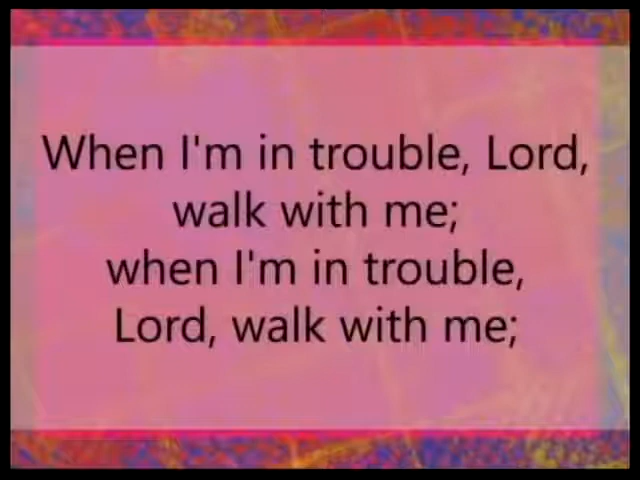 When I'm in trouble, Lord,
walk with me;
when I'm in trouble,
Lord, walk with me;